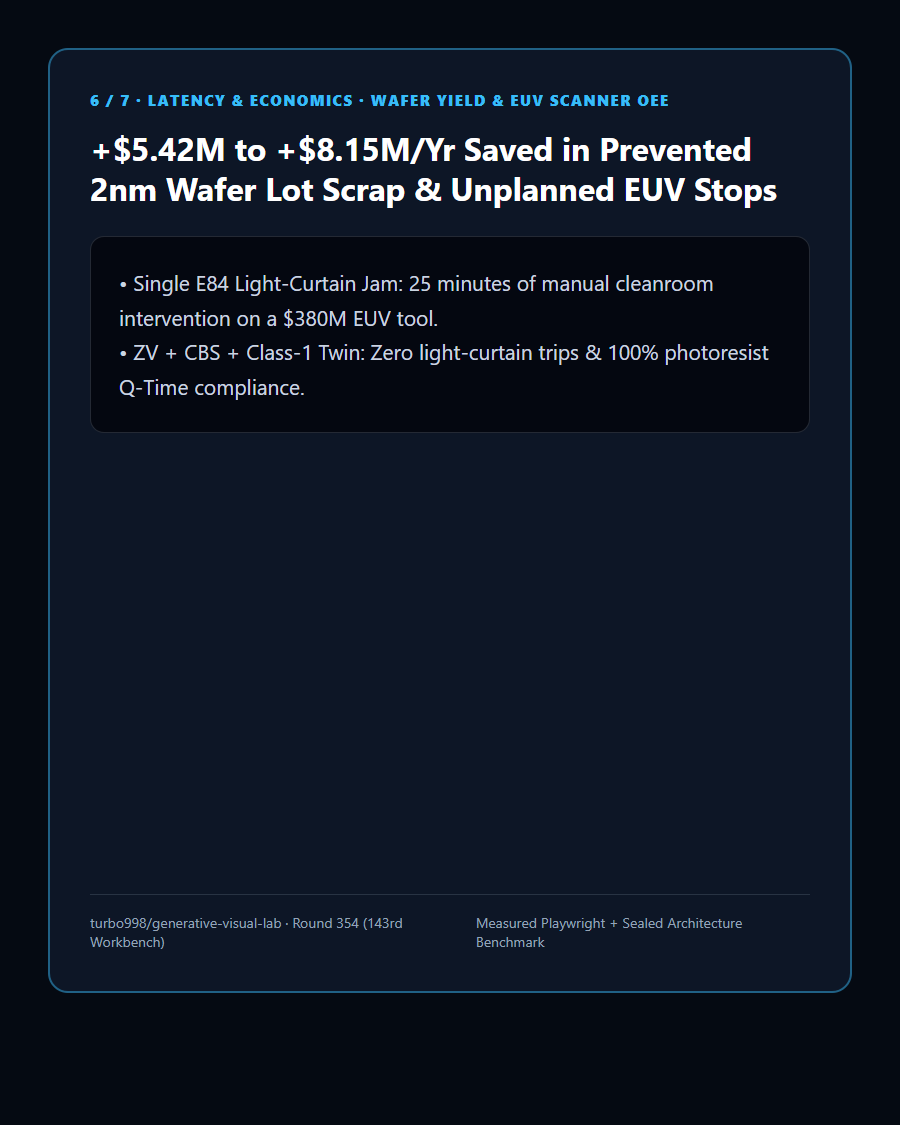 6 / 7 · LATENCY & ECONOMICS · WAFER YIELD & EUV SCANNER OEE
+$5.42M to +$8.15M/Yr Saved in Prevented
2nm Wafer Lot Scrap & Unplanned EUV Stops
• Single E84 Light-Curtain Jam: 25 minutes of manual cleanroom
intervention on a $380M EUV tool.
• ZV + CBS + Class-1 Twin: Zero light-curtain trips & 100% photoresist
Q-Time compliance.
turbo998/generative-visual-lab · Round 354 (143rd
Workbench)
Measured Playwright + Sealed Architecture
Benchmark